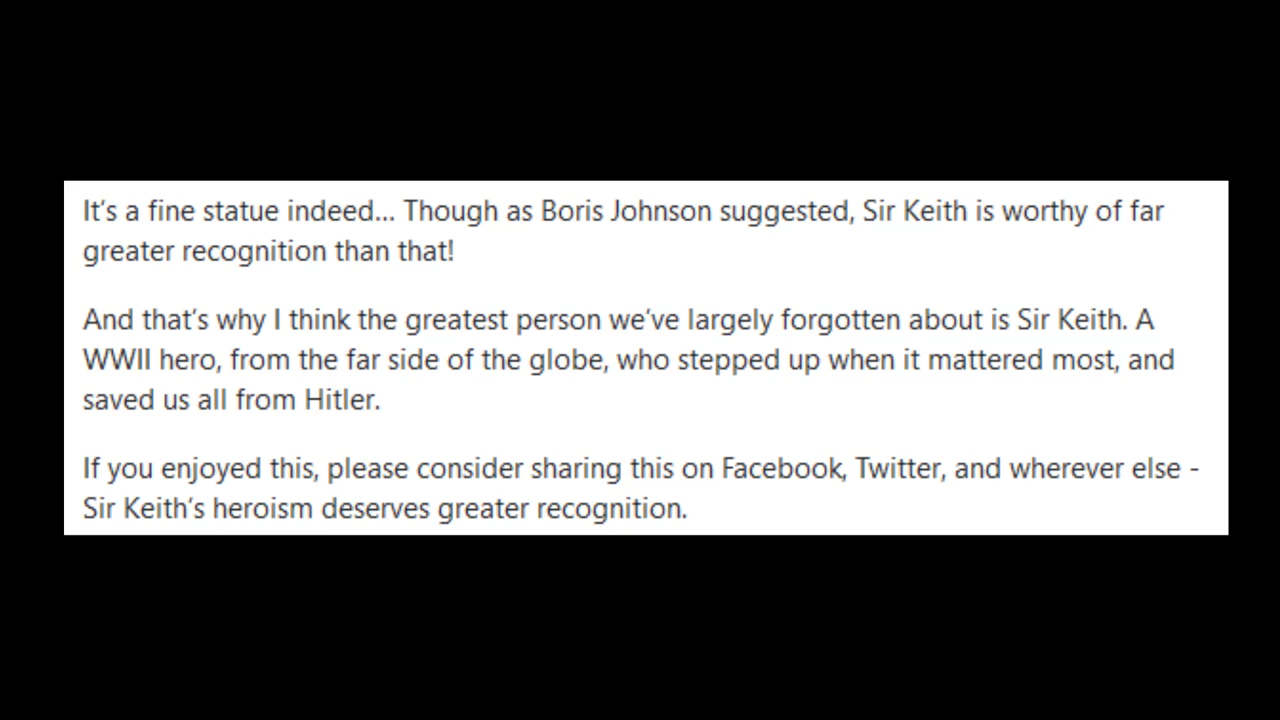 It’s a fine statue indeed... Though as Boris Johnson suggested, Sir Keith is worthy of far
greater recognition than that!
And that’s why I think the greatest person we’ve largely forgotten about is Sir Keith. A
WWII hero, from the far side of the globe, who stepped up when it mattered most, and
saved us all from Hitler.
If you enjoyed this, please consider sharing this on Facebook, Twitter, and wherever else -
Sir Keith’s heroism deserves greater recognition.